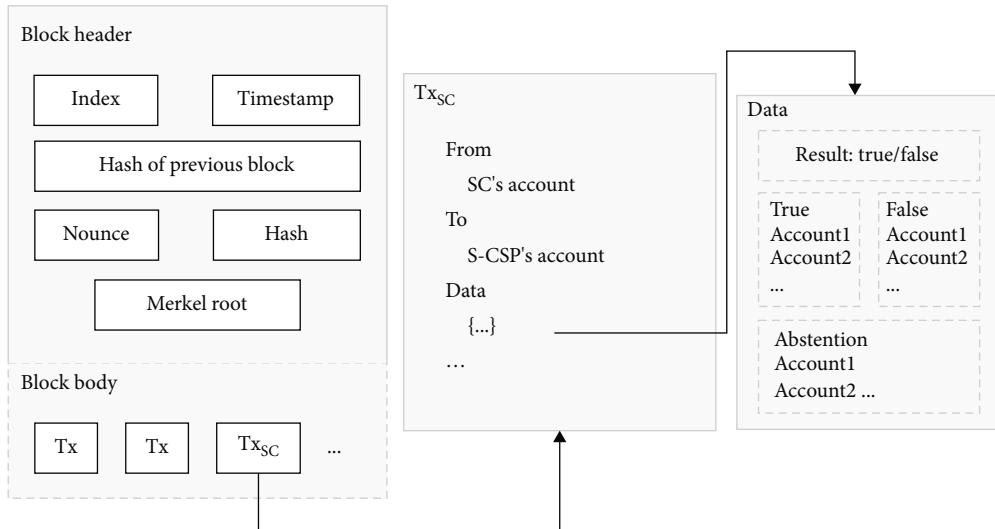 Block header
Index
Timestamp
Hash of previous block
Nounce
Hash
Merkel root
Block body
Tx
Tx
TxSC
...
TxSC
From
SC's account
To
S-CSP's account
Data
{...}
...
Data
Result: true/false
True
Account1
Account2
...
False
Account1
Account2
...
Abstention
Account1
Account2 ...